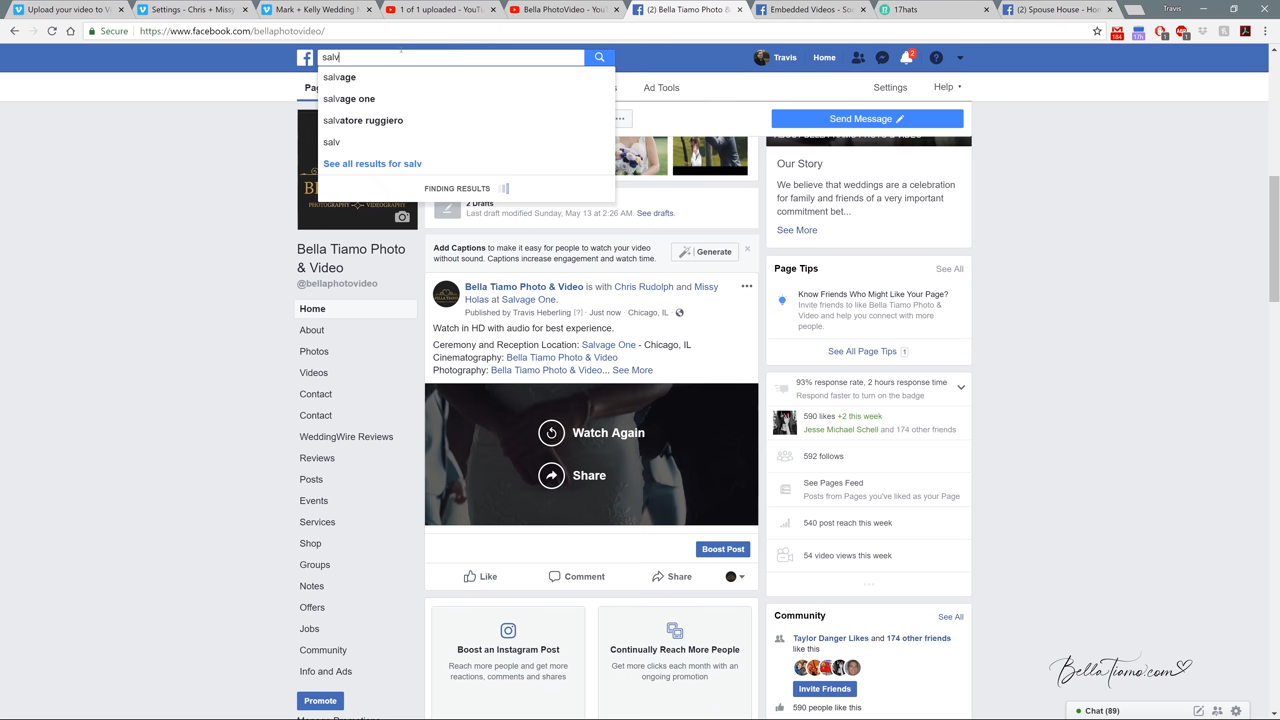 Upload your video to V
Settings - Chris + Missy
Mark + Kelly Wedding M
1 of 1 uploaded - YouTub
(2) Bella Tiamo Photo &
Embedded Videos - Soci
17hats
(2) Spouse House - Hom
Travis
Secure
https://www.facebook.com/bellaphotovideo/
184
17h
salv
Travis
Home
2
salvage
salvage one
salvatore ruggiero
salv
See all results for salv
FINDING RESULTS
Ad Tools
Settings
Help
Send Message
PHOTOGRAPHY • VIDEOGRAPHY
2 Drafts
Last draft modified Sunday, May 13 at 2:26 AM. See drafts.
Our Story
We believe that weddings are a celebration
for family and friends of a very important
commitment bet...
See More
Bella Tiamo Photo
& Video
@bellaphotovideo
Home
About
Photos
Videos
Contact
Contact
WeddingWire Reviews
Reviews
Posts
Events
Services
Shop
Groups
Notes
Offers
Jobs
Community
Info and Ads
Promote
Add Captions to make it easy for people to watch your video
without sound. Captions increase engagement and watch time.
Generate
Bella Tiamo Photo & Video is with Chris Rudolph and Missy
Holas at Salvage One.
Published by Travis Heberling [?] · Just now · Chicago, IL ·
Watch in HD with audio for best experience.
Ceremony and Reception Location: Salvage One - Chicago, IL
Cinematography: Bella Tiamo Photo & Video
Photography: Bella Tiamo Photo & Video... See More
Watch Again
Share
Boost Post
Like
Comment
Share
Boost an Instagram Post
Reach more people and get more
reactions, comments and shares
Continually Reach More People
Get more clicks each month with an
ongoing promotion
Page Tips
See All
Know Friends Who Might Like Your Page?
Invite friends to like Bella Tiamo Photo &
Video and help you connect with more
people.
See All Page Tips 1
93% response rate, 2 hours response time
Respond faster to turn on the badge
590 likes +2 this week
Jesse Michael Schell and 174 other friends
592 follows
See Pages Feed
Posts from Pages you've liked as your Page
540 post reach this week
54 video views this week
Community
See All
Taylor Danger Likes and 174 other friends
like this
Invite Friends
590 people like this
BellaTiamo.com
Chat (89)